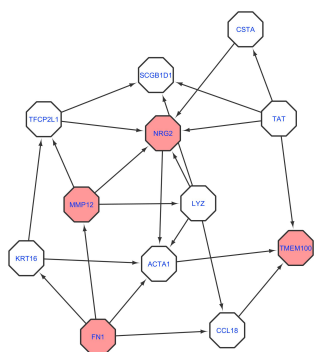 CSTA
SCGB1D1
TFCP2L1
TAT
NRG2
MMP12
LYZ
TMEM100
KRT16
ACTA1
CCL18
FN1